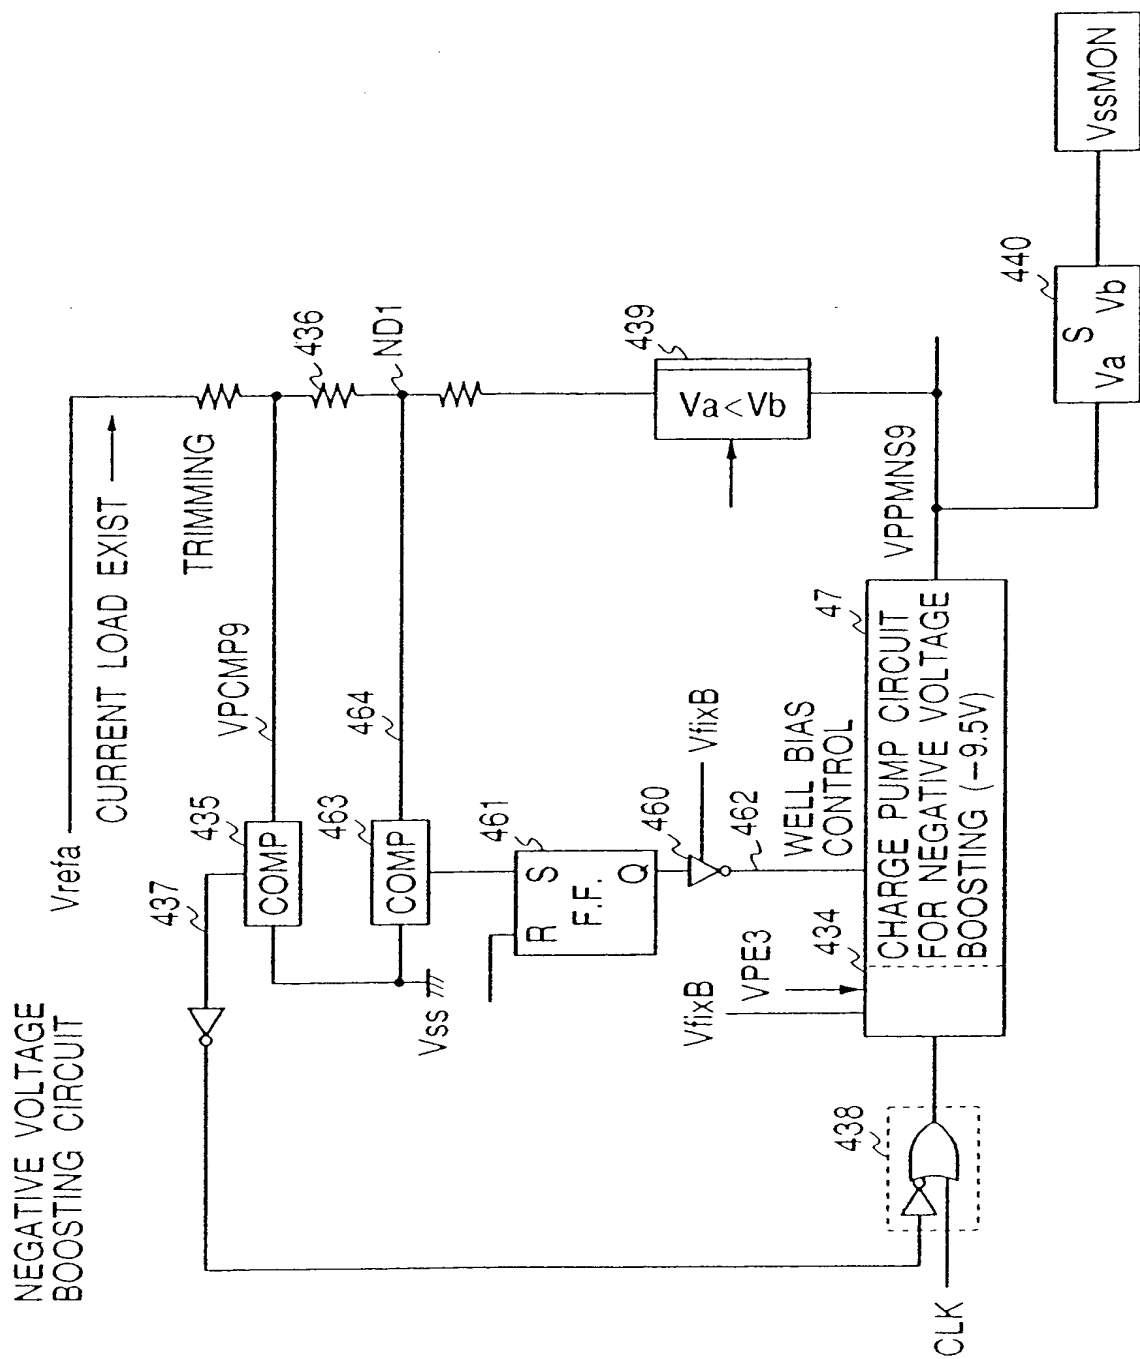 NEGATIVE VOLTAGE
BOOSTING CIRCUIT
Vrefa
CURRENT LOAD EXIST
TRIMMING
437
435
COMP
VPCMP9
436
463
COMP
464
ND1
Vss
461
R
S
F.F.
Q
460
VfixB
462
WELL BIAS
CONTROL
439
Va<Vb
VfixB
VPE3
434
47
CHARGE PUMP CIRCUIT
FOR NEGATIVE VOLTAGE
BOOSTING (−9.5V)
VPPMNS9
438
CLK
440
S
Va
Vb
VssMON